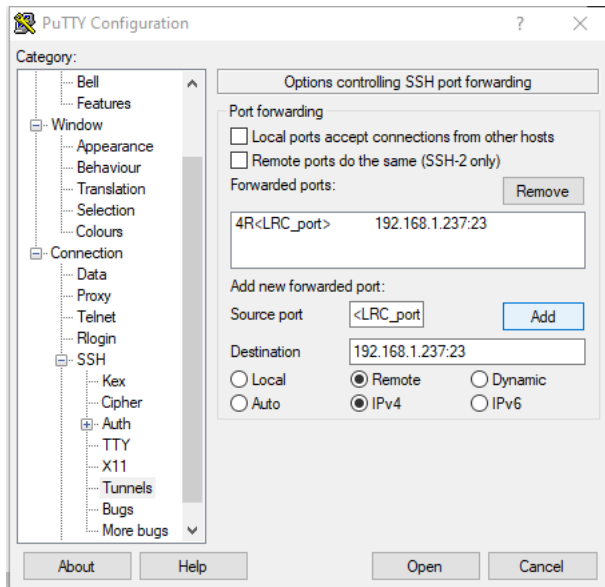 PuTTY Configuration ? ×
Category:
Bell
Features
Window
Appearance
Behaviour
Translation
Selection
Colours
Connection
Data
Proxy
Telnet
Rlogin
SSH
Kex
Cipher
Auth
TTY
X11
Tunnels
Bugs
More bugs
Options controlling SSH port forwarding
Port forwarding
Local ports accept connections from other hosts
Remote ports do the same (SSH-2 only)
Forwarded ports:
Remove
4R<LRC_port> 192.168.1.237:23
Add new forwarded port:
Source port <LRC_port Add
Destination 192.168.1.237:23
Local Remote Dynamic
Auto IPv4 IPv6
About Help Open Cancel